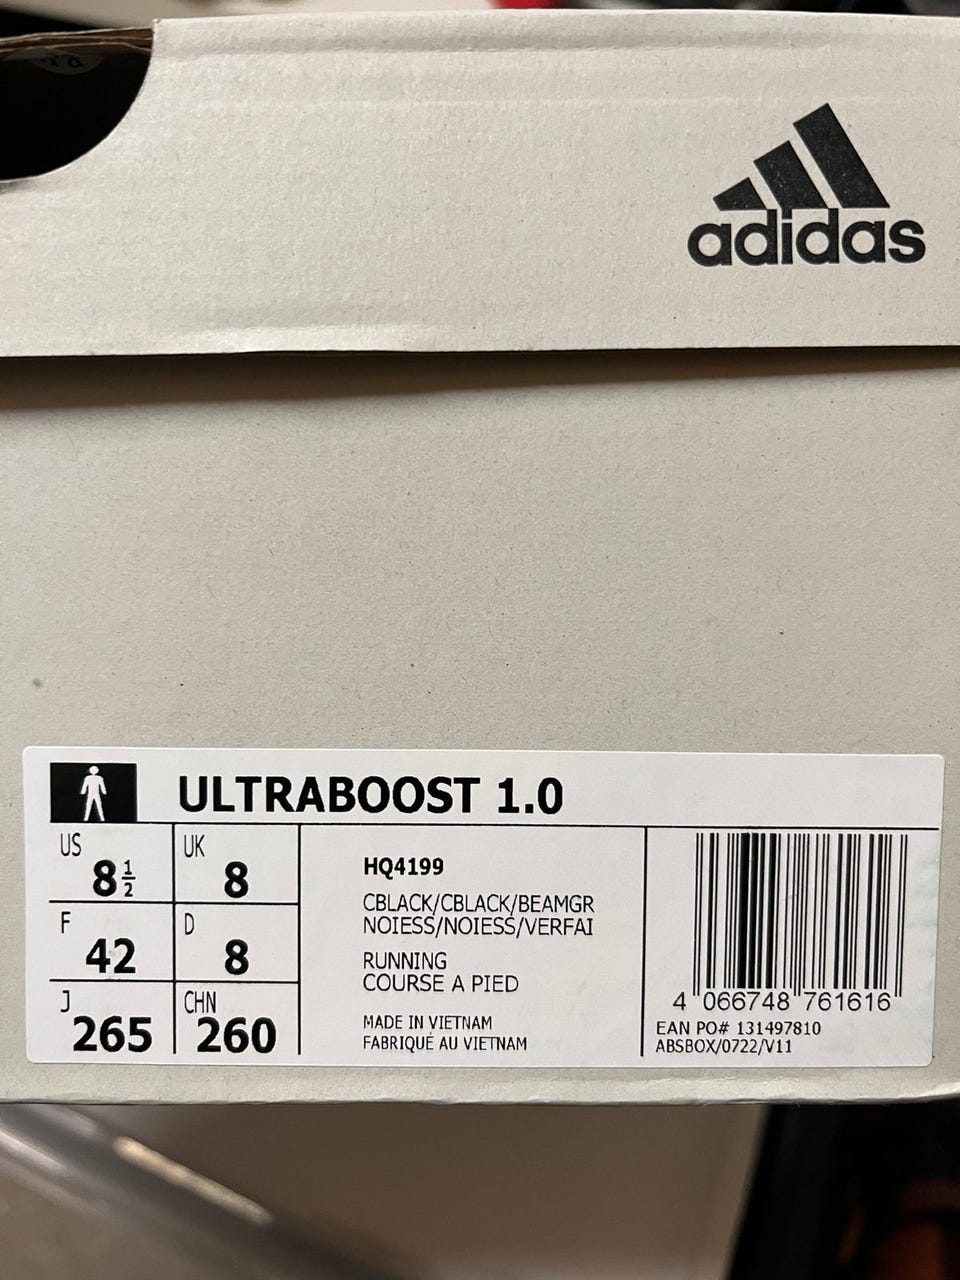 adidas
ULTRABOOST 1.0
US 8½ UK 8
F 42 D 8
J 265 CHN 260
HQ4199
CBLACK/CBLACK/BEAMGR
NOIESS/NOIESS/VERFAI
RUNNING
COURSE A PIED
MADE IN VIETNAM
FABRIQUÉ AU VIETNAM
4 066748 761616
EAN PO# 131497810
ABSBOX/0722/V11